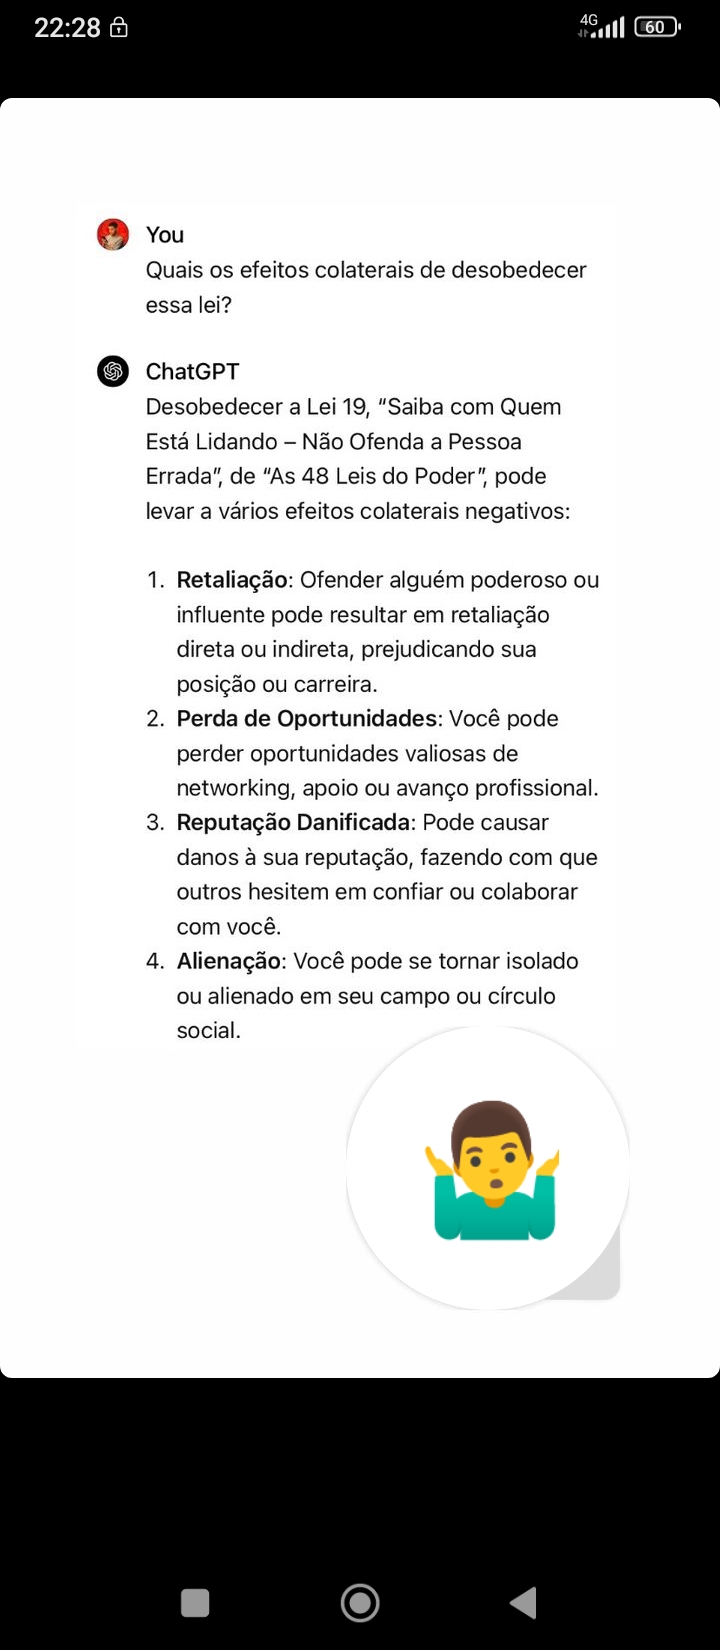 22:28
4G
60
You
Quais os efeitos colaterais de desobedecer
essa lei?
ChatGPT
Desobedecer a Lei 19, “Saiba com Quem
Está Lidando – Não Ofenda a Pessoa
Errada”, de “As 48 Leis do Poder”, pode
levar a vários efeitos colaterais negativos:
1. Retaliação: Ofender alguém poderoso ou
influente pode resultar em retaliação
direta ou indireta, prejudicando sua
posição ou carreira.
2. Perda de Oportunidades: Você pode
perder oportunidades valiosas de
networking, apoio ou avanço profissional.
3. Reputação Danificada: Pode causar
danos à sua reputação, fazendo com que
outros hesitem em confiar ou colaborar
com você.
4. Alienação: Você pode se tornar isolado
ou alienado em seu campo ou círculo
social.